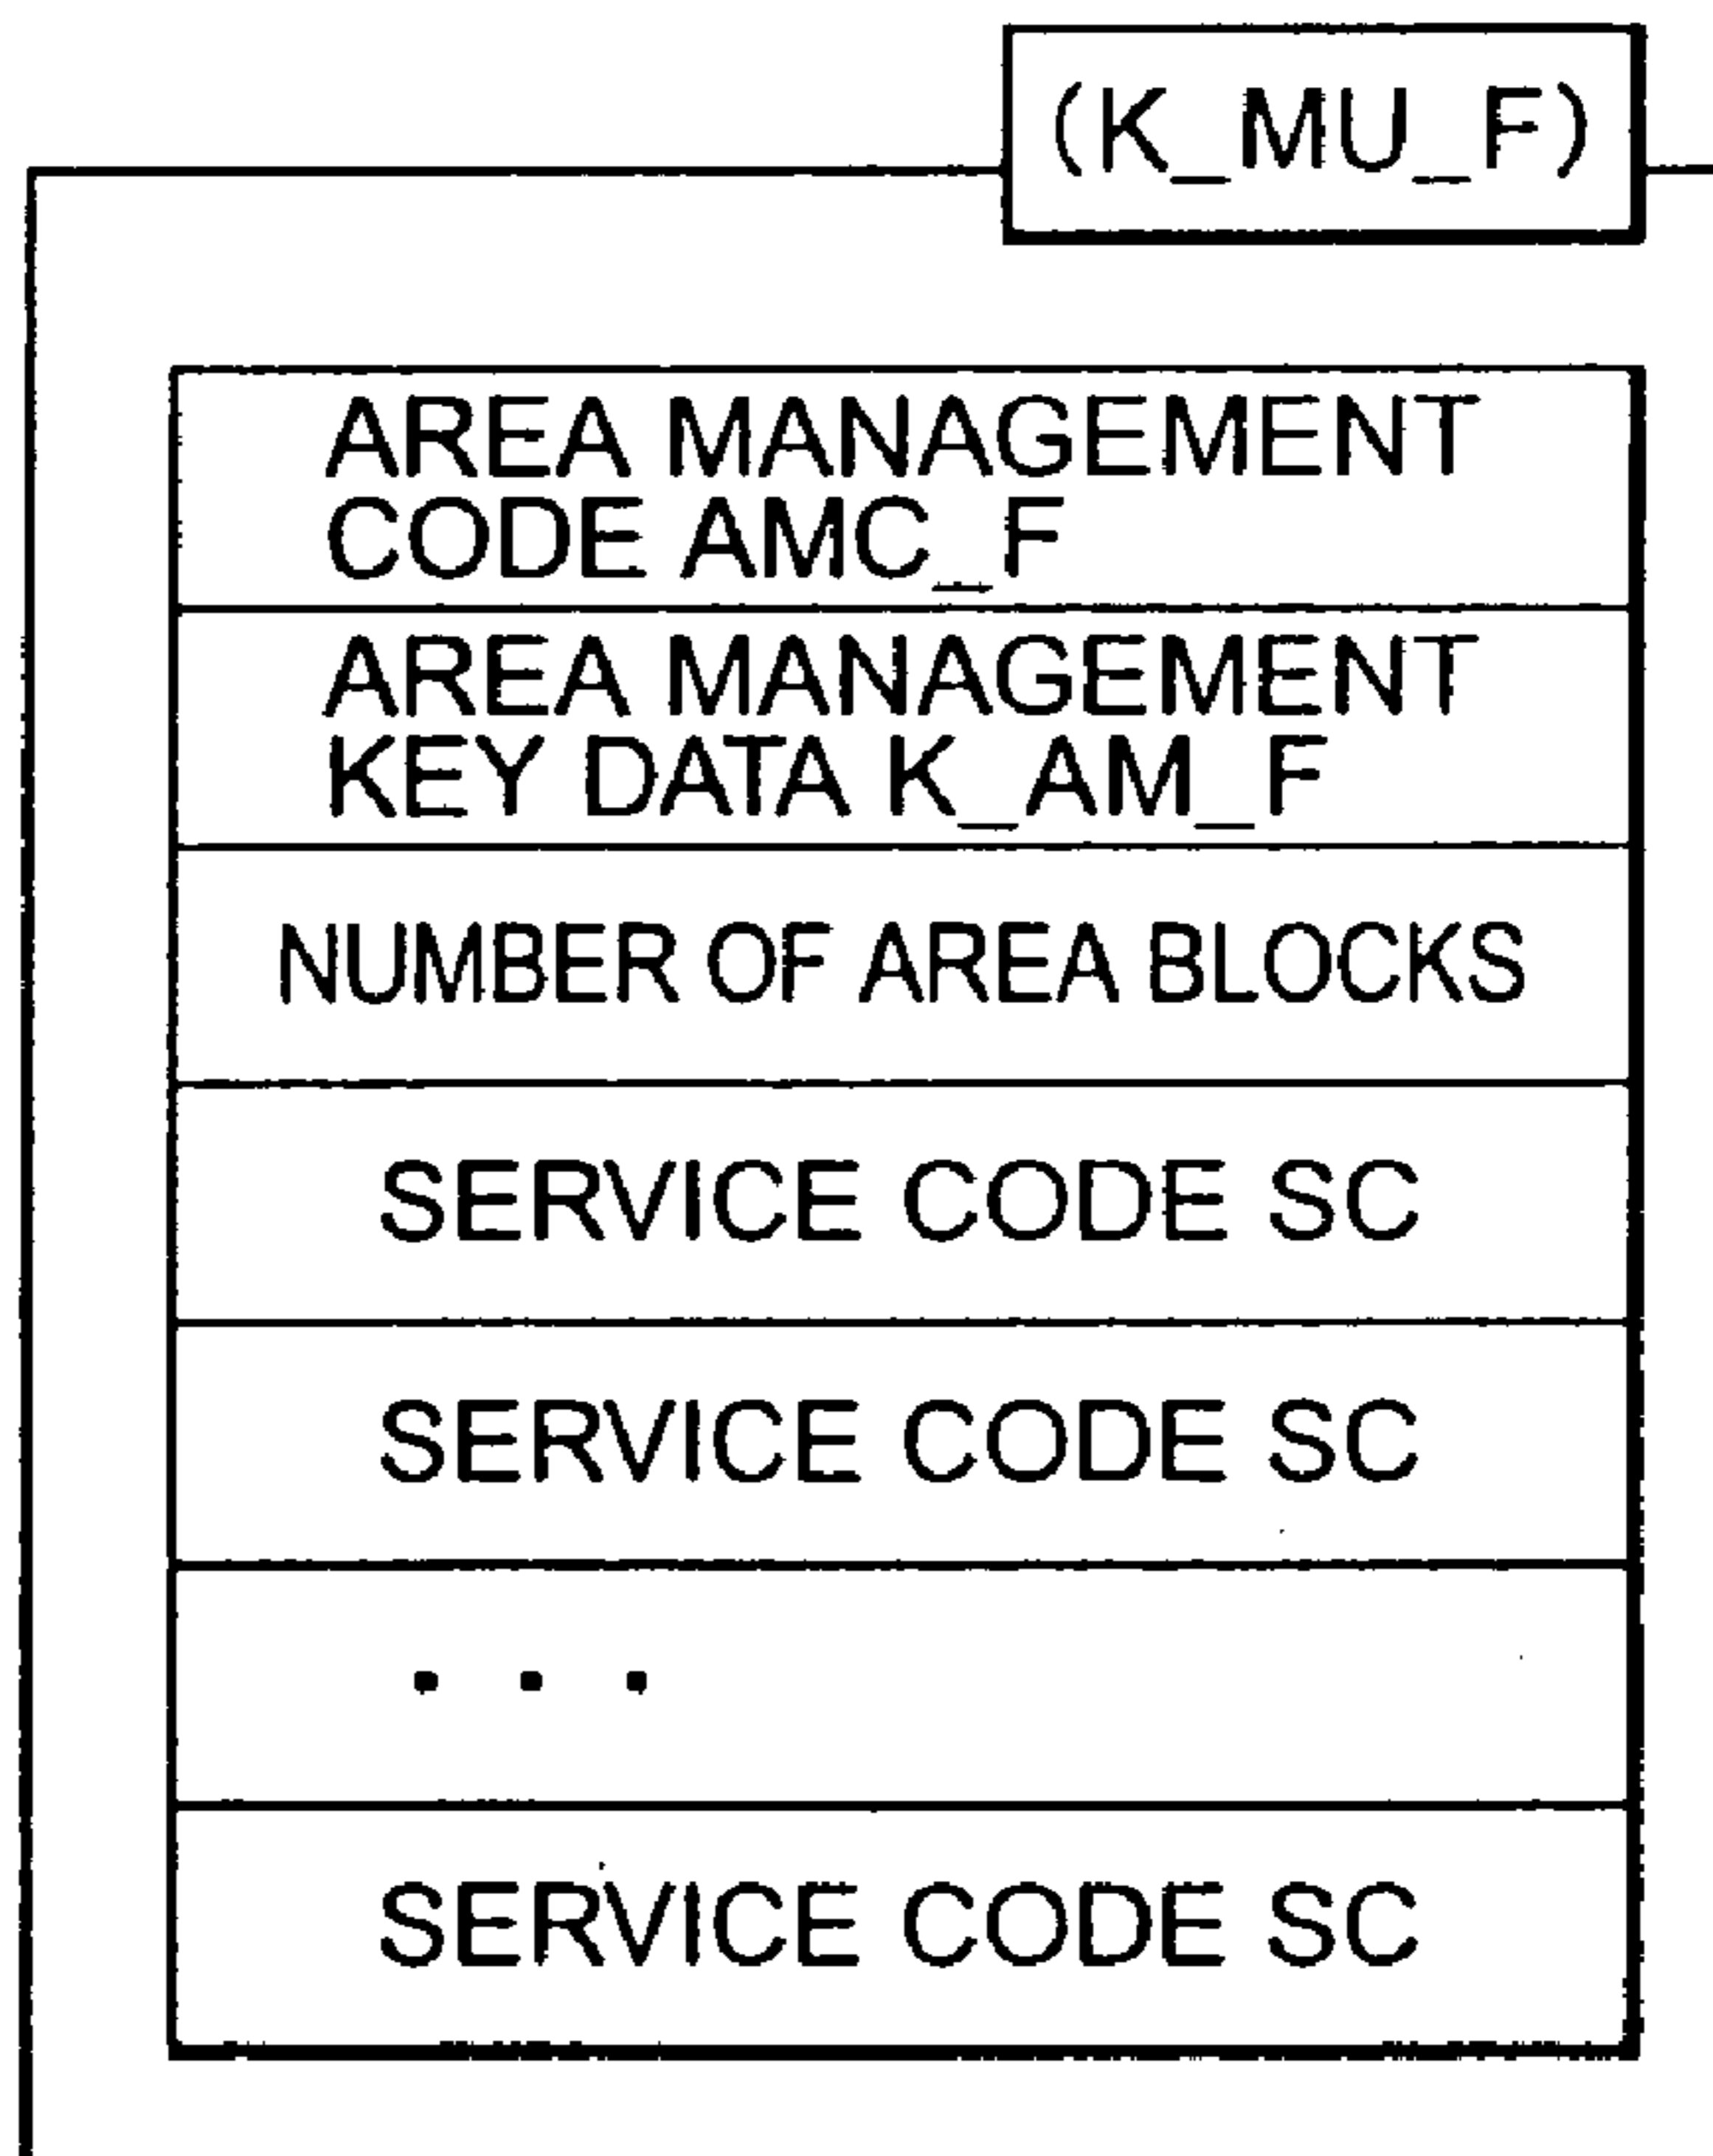 (K_MU_F)
AREA MANAGEMENT
CODE AMC_F
AREA MANAGEMENT
KEY DATA K_AM_F
NUMBER OF AREA BLOCKS
SERVICE CODE SC
SERVICE CODE SC
. . .
SERVICE CODE SC